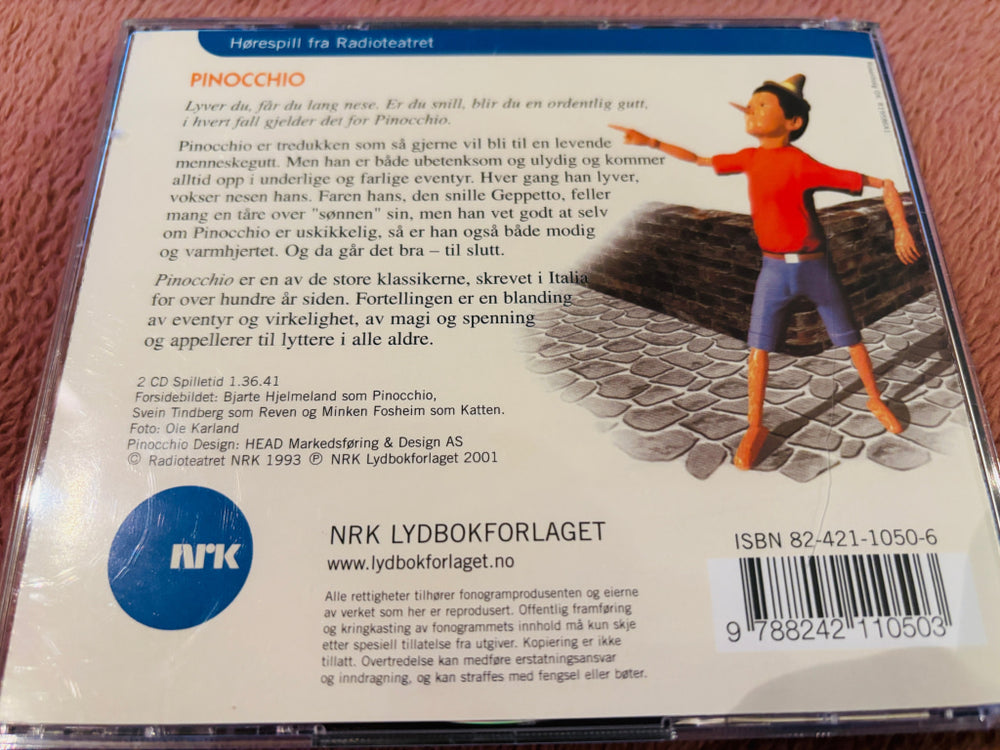 Hørespill fra Radioteatret
PINOCCHIO
Lyver du, får du lang nese. Er du snill, blir du en ordentlig gutt,
i hvert fall gjelder det for Pinocchio.
Pinocchio er tredukken som så gjerne vil bli til en levende
menneskegutt. Men han er både ubetenksom og ulydig og kommer
alltid opp i underlige og farlige eventyr. Hver gang han lyver,
vokser nesen hans. Faren hans, den snille Geppetto, feller
mang en tåre over "sønnen" sin, men han vet godt at selv
om Pinocchio er uskikkelig, så er han også både modig
og varmhjertet. Og da går det bra – til slutt.
Pinocchio er en av de store klassikerne, skrevet i Italia
for over hundre år siden. Fortellingen er en blanding
av eventyr og virkelighet, av magi og spenning
og appellerer til lyttere i alle aldre.
2 CD Spilletid 1.36.41
Forsidebildet: Bjarte Hjelmeland som Pinocchio,
Svein Tindberg som Reven og Minken Fosheim som Katten.
Foto: Ole Karland
Pinocchio Design: HEAD Markedsføring & Design AS
© Radioteatret NRK 1993 ℗ NRK Lydbokforlaget 2001
NRK
NRK LYDBOKFORLAGET
www.lydbokforlaget.no
Alle rettigheter tilhører fonogramprodusenten og eierne
av verket som her er reprodusert. Offentlig framføring
og kringkasting av fonogrammets innhold må kun skje
etter spesiell tillatelse fra utgiver. Kopiering er ikke
tillatt. Overtredelse kan medføre erstatningsansvar
og inndragning, og kan straffes med fengsel eller bøter.
ISBN 82-421-1050-6
9 788242 110503